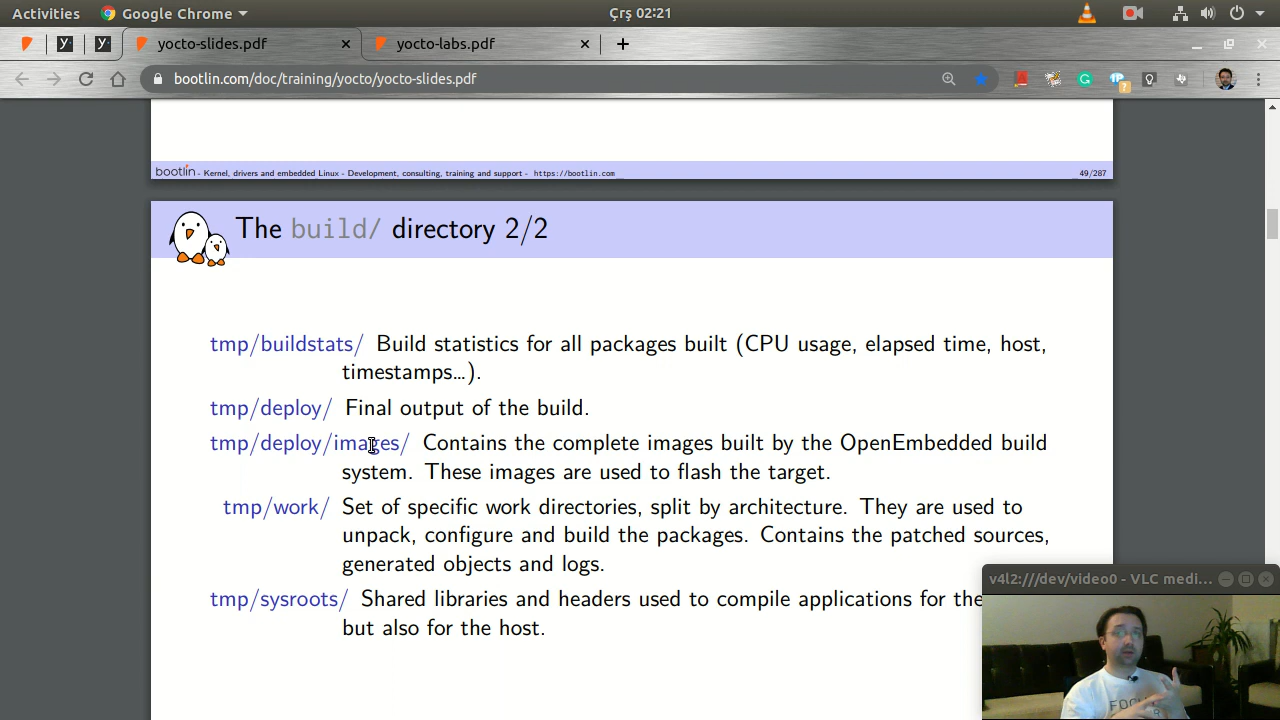 Activities Google Chrome Çrş 02:21
yocto-slides.pdf yocto-labs.pdf
bootlin.com/doc/training/yocto/yocto-slides.pdf
bootlin - Kernel, drivers and embedded Linux - Development, consulting, training and support - https://bootlin.com 49/287
The build/ directory 2/2
tmp/buildstats/ Build statistics for all packages built (CPU usage, elapsed time, host,
timestamps…).
tmp/deploy/ Final output of the build.
tmp/deploy/images/ Contains the complete images built by the OpenEmbedded build
system. These images are used to flash the target.
tmp/work/ Set of specific work directories, split by architecture. They are used to
unpack, configure and build the packages. Contains the patched sources,
generated objects and logs.
tmp/sysroots/ Shared libraries and headers used to compile applications for the
but also for the host.
v4l2:///dev/video0 - VLC medi...